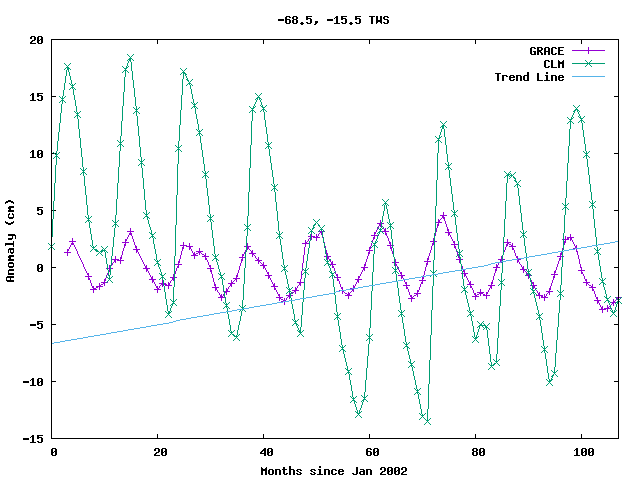 -68.5, -15.5 TWS
GRACE
CLM
Trend Line
20
15
10
5
0
-5
-10
-15
Anomaly (cm)
0 20 40 60 80 100
Months since Jan 2002